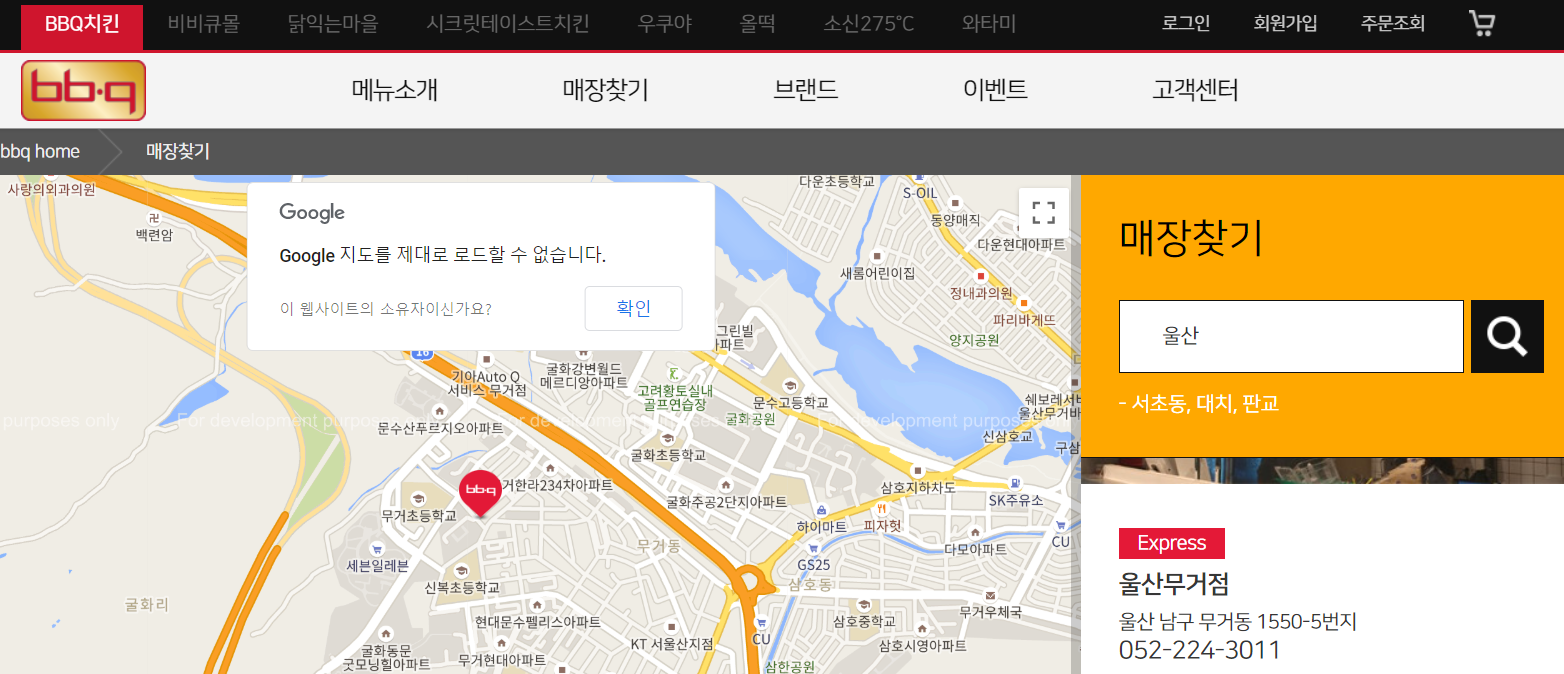 BBQ치킨 비비큐몰 닭익는마을 시크릿테이스트치킨 우쿠야 올떡 소신275℃ 와타미 로그인 회원가입 주문조회
bb.q 메뉴소개 매장찾기 브랜드 이벤트 고객센터
bbq home 매장찾기
사랑의외과의원
백련암
Google
Google 지도를 제대로 로드할 수 없습니다.
이 웹사이트의 소유자이신가요? 확인
다운초등학교
S-OIL
동양매직
다운현대아파트
새롬어린이집
정내과의원
파리바게뜨
양지공원
그린빌
파트
16
기아Auto Q
서비스 무거점
굴화강변월드
메르디앙아파트
고려황토실내
골프연습장
문수고등학교
굴화공원
쉐보레서비
울산무거바
purposes only For development purposes only For development purposes only For development purposes only
문수산푸르지오아파트
신삼호교
구삼
굴화초등학교
bb.q
거한라234차아파트
무거초등학교
굴화주공2단지아파트
삼호지하차도
SK주유소
하이마트
피자헛
CU
무거동
세븐일레븐
GS25
다모아파트
신복초등학교
삼호동
굴화리
현대문수펠리스아파트
무거우체국
삼호중학교
KT 서울산지점
CU
삼호시영아파트
굴화동문
굿모닝힐아파트
무거현대아파트
삼한공원
매장찾기
울산
- 서초동, 대치, 판교
Express
울산무거점
울산 남구 무거동 1550-5번지
052-224-3011